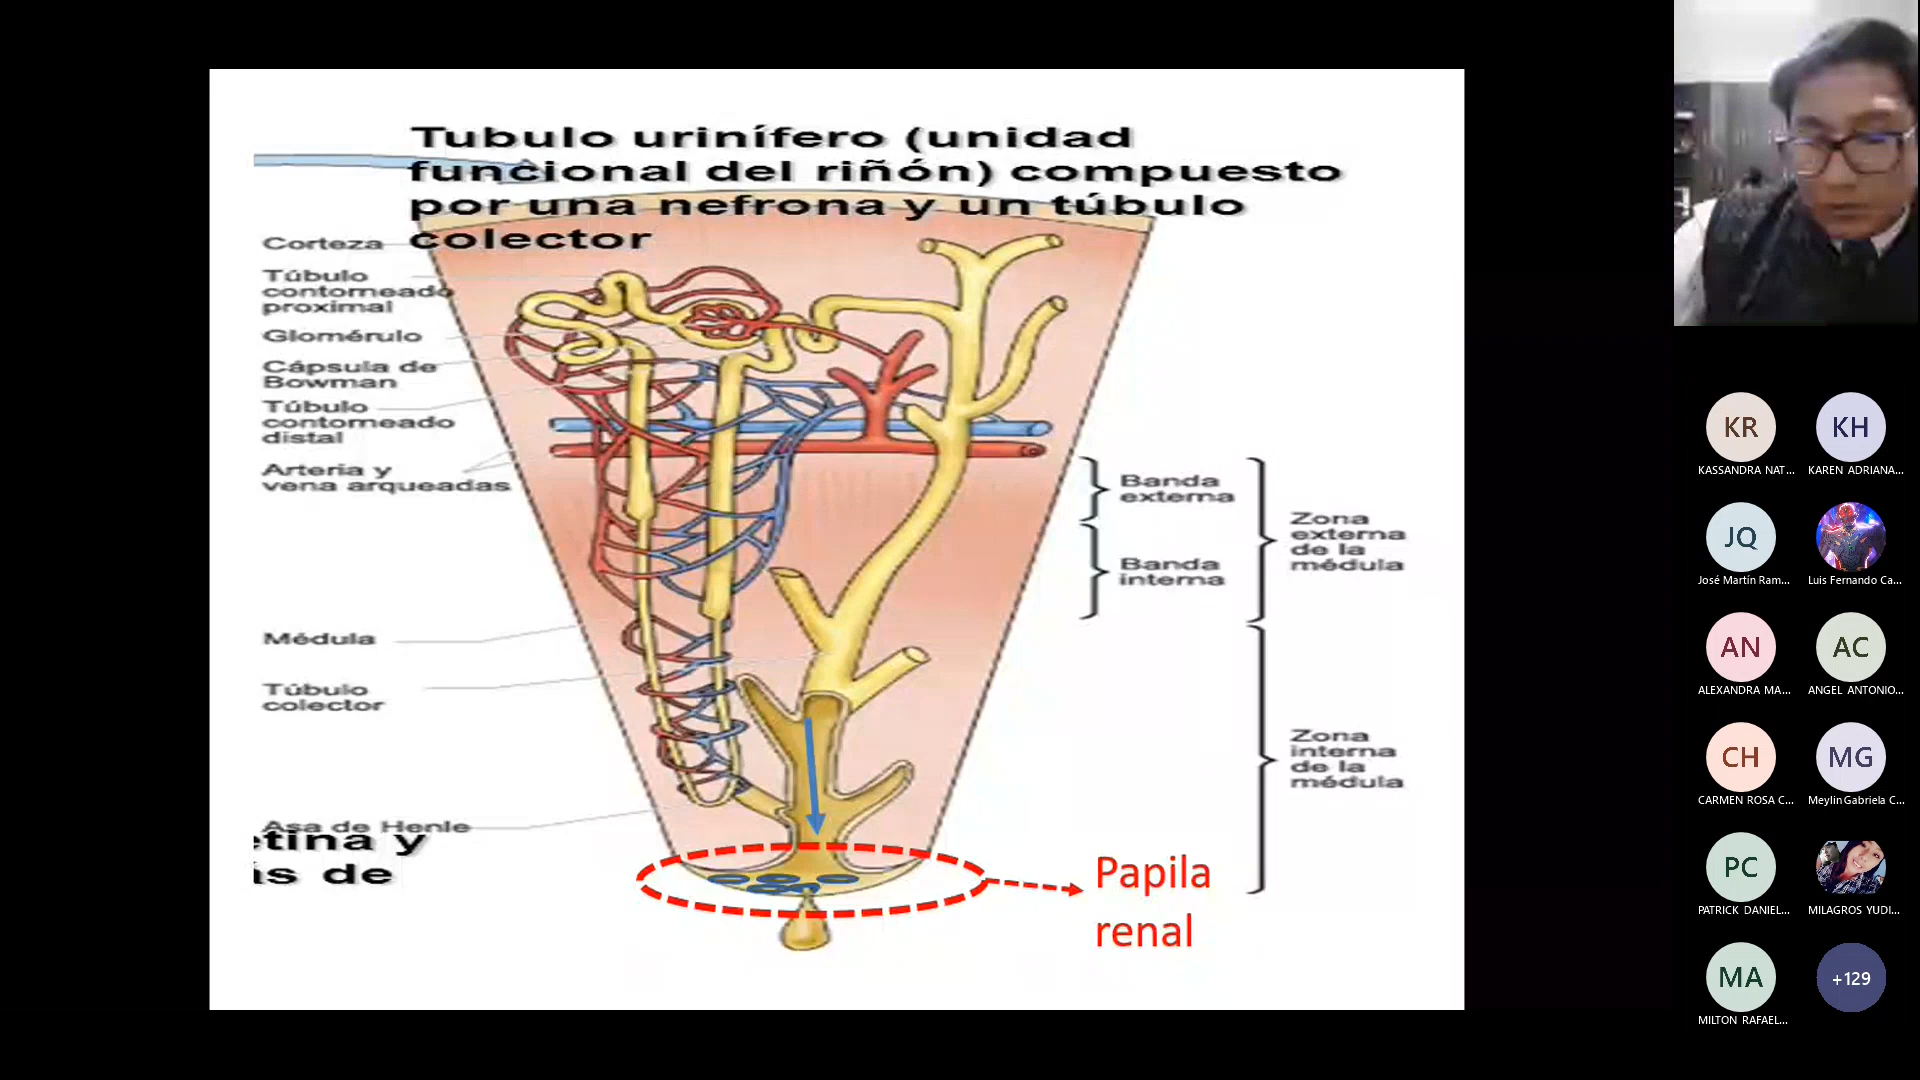 Tubulo urinífero (unidad
funcional del riñón) compuesto
por una nefrona y un túbulo
colector
Corteza
Túbulo
contorneado
proximal
Glomérulo
Cápsula de
Bowman
Túbulo
contorneado
distal
Arteria y
vena arqueadas
Médula
Túbulo
colector
Asa de Henle
etina y
as de
Banda
externa
Banda
interna
Zona
externa
de la
médula
Zona
interna
de la
médula
Papila
renal
KR
KASSANDRA NAT...
KH
KAREN ADRIANA...
JQ
José Martín Ram...
Luis Fernando Ca...
AN
ALEXANDRA MA...
AC
ANGEL ANTONIO...
CH
CARMEN ROSA C...
MG
Meylin Gabriela C...
PC
PATRICK DANIEL...
MILAGROS YUDI...
MA
MILTON RAFAEL...
+129